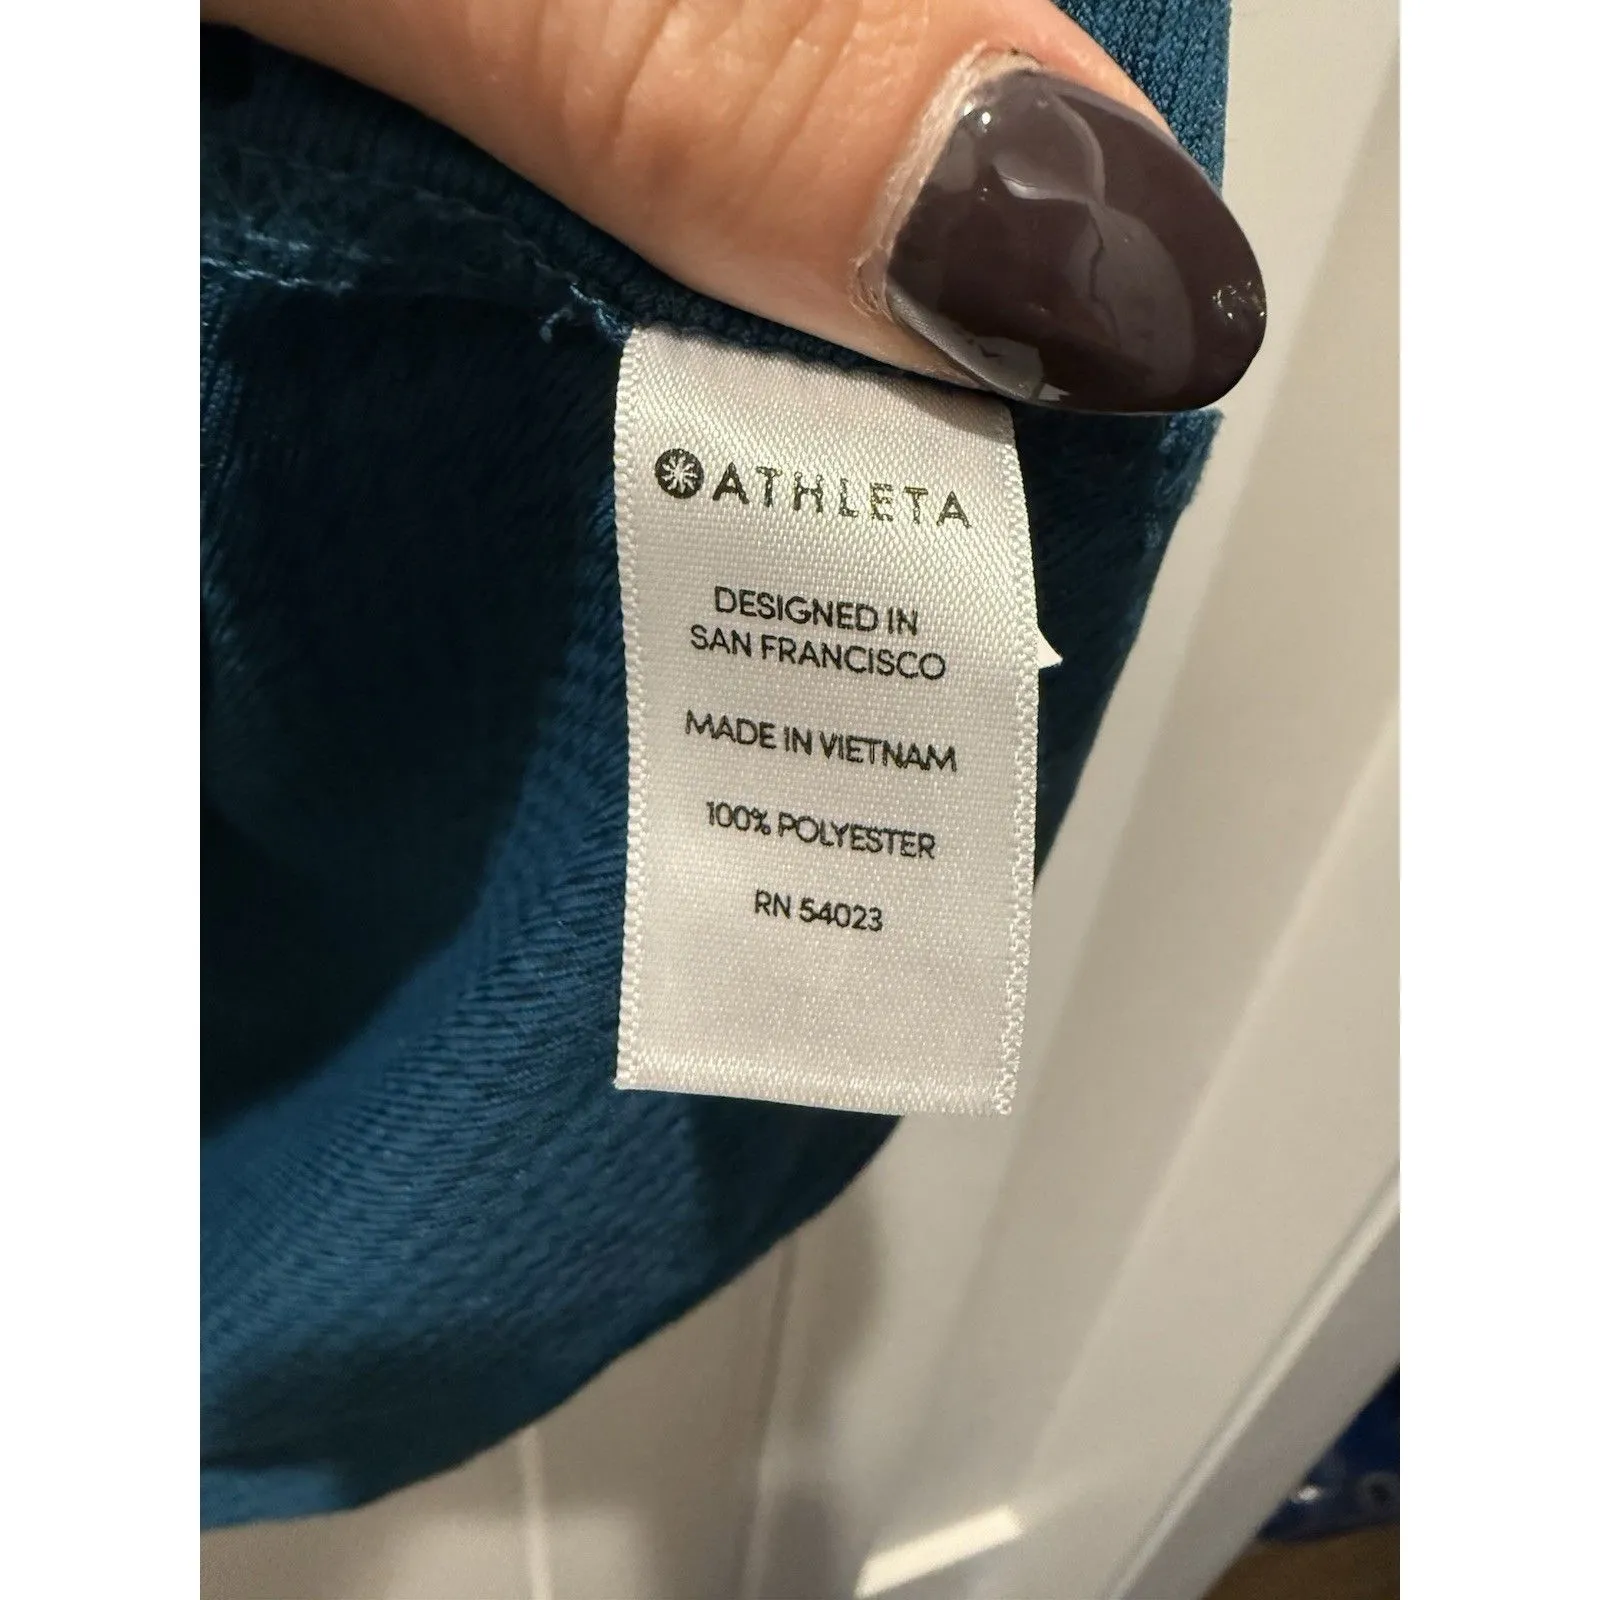 ATHLETA
DESIGNED IN
SAN FRANCISCO
MADE IN VIETNAM
100% POLYESTER
RN 54023